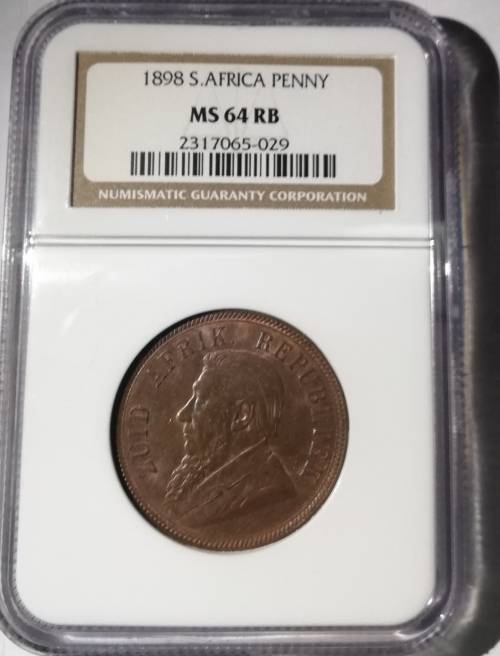 1898 S.AFRICA PENNY
MS 64 RB
2317065-029
NUMISMATIC GUARANTY CORPORATION
ZUID AFRIK REPUBLIEK